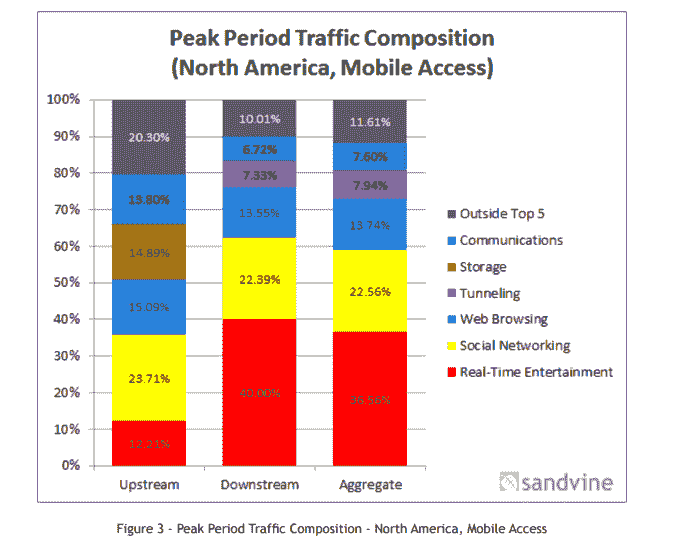 Peak Period Traffic Composition
(North America, Mobile Access)
100%
90%
80%
70%
60%
50%
40%
30%
20%
10%
0%
20.30%
13.80%
14.89%
15.09%
23.71%
12.21%
10.01%
6.72%
7.33%
13.55%
22.39%
40.00%
11.61%
7.60%
7.94%
13.74%
22.56%
Upstream
Downstream
Aggregate
Outside Top 5
Communications
Storage
Tunneling
Web Browsing
Social Networking
Real-Time Entertainment
sandvine
Figure 3 - Peak Period Traffic Composition - North America, Mobile Access